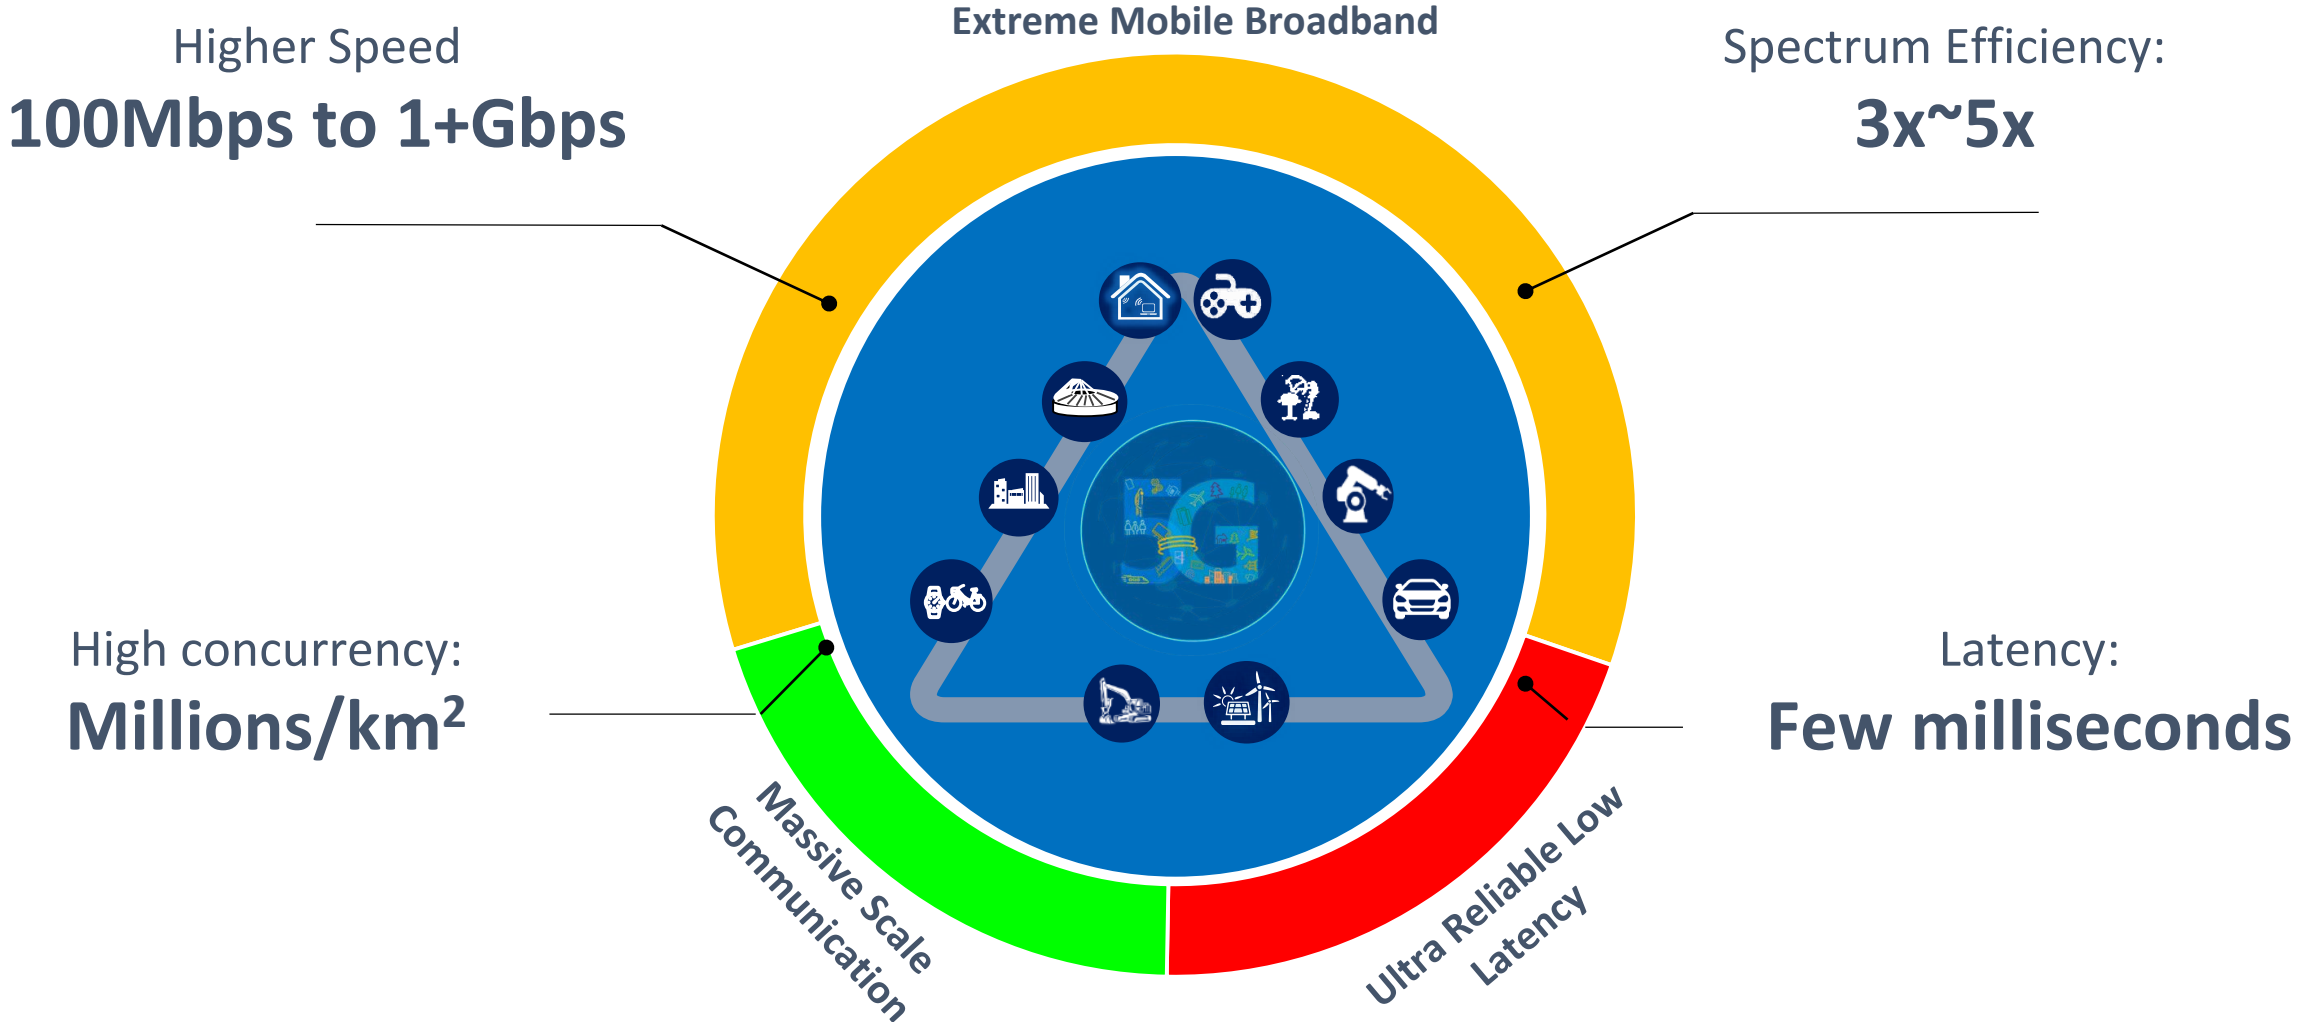 Extreme Mobile Broadband
Higher Speed
100Mbps to 1+Gbps
Spectrum Efficiency:
3x~5x
5G
High concurrency:
Millions/km²
Latency:
Few milliseconds
Massive Scale
Communication
Ultra Reliable Low
Latency